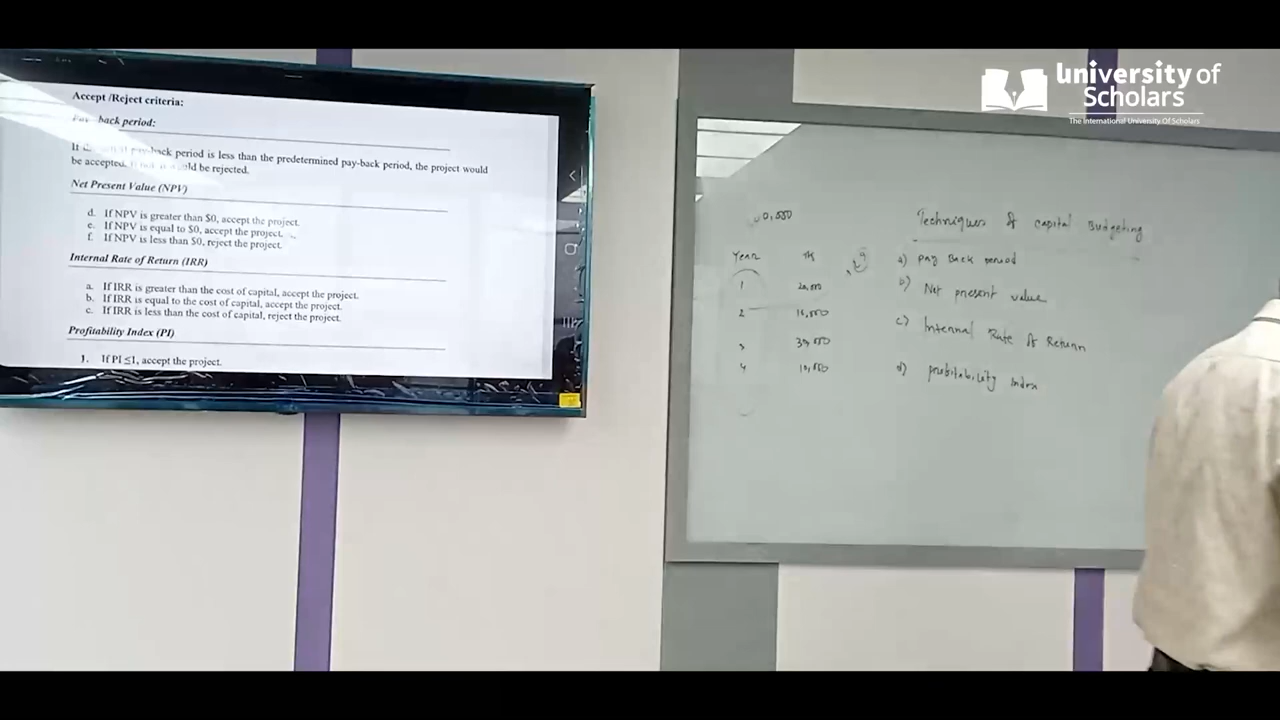 University of
Scholars
The International University Of Scholars
Accept /Reject criteria:
back period:
If pay-back period is less than the predetermined pay-back period, the project would
be accepted. be rejected.
Net Present Value (NPV)
d. If NPV is greater than $0, accept the project.
e. If NPV is equal to $0, accept the project.
f. If NPV is less than $0, reject the project.
Internal Rate of Return (IRR)
a. If IRR is greater than the cost of capital, accept the project.
b. If IRR is equal to the cost of capital, accept the project.
c. If IRR is less than the cost of capital, reject the project.
Profitability Index (PI)
1. If PI ≤1, accept the project.
Techniques of capital Budgeting
Year TK
1 20,000
2
3
4
a) Pay Back period
b) Net present value
c) Internal Rate of Return
d) profitability index